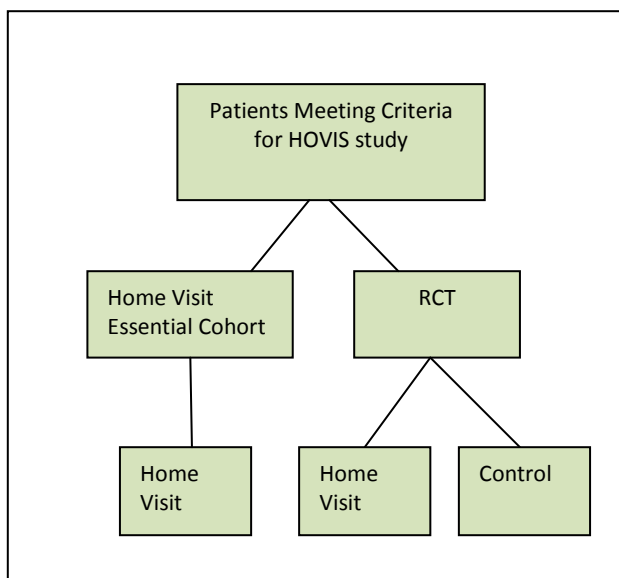 Patients Meeting Criteria
for HOVIS study
Home Visit
Essential Cohort
RCT
Home
Visit
Home
Visit
Control